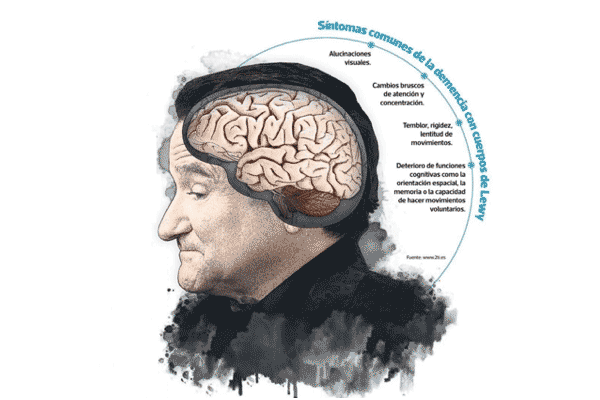 Síntomas comunes de la demencia con cuerpos de Lewy
Alucinaciones
visuales.
Cambios bruscos
de atención y
concentración.
Temblor, rigidez,
lentitud de
movimientos.
Deterioro de funciones
cognitivas como la
orientación espacial, la
memoria o la capacidad
de hacer movimientos
voluntarios.